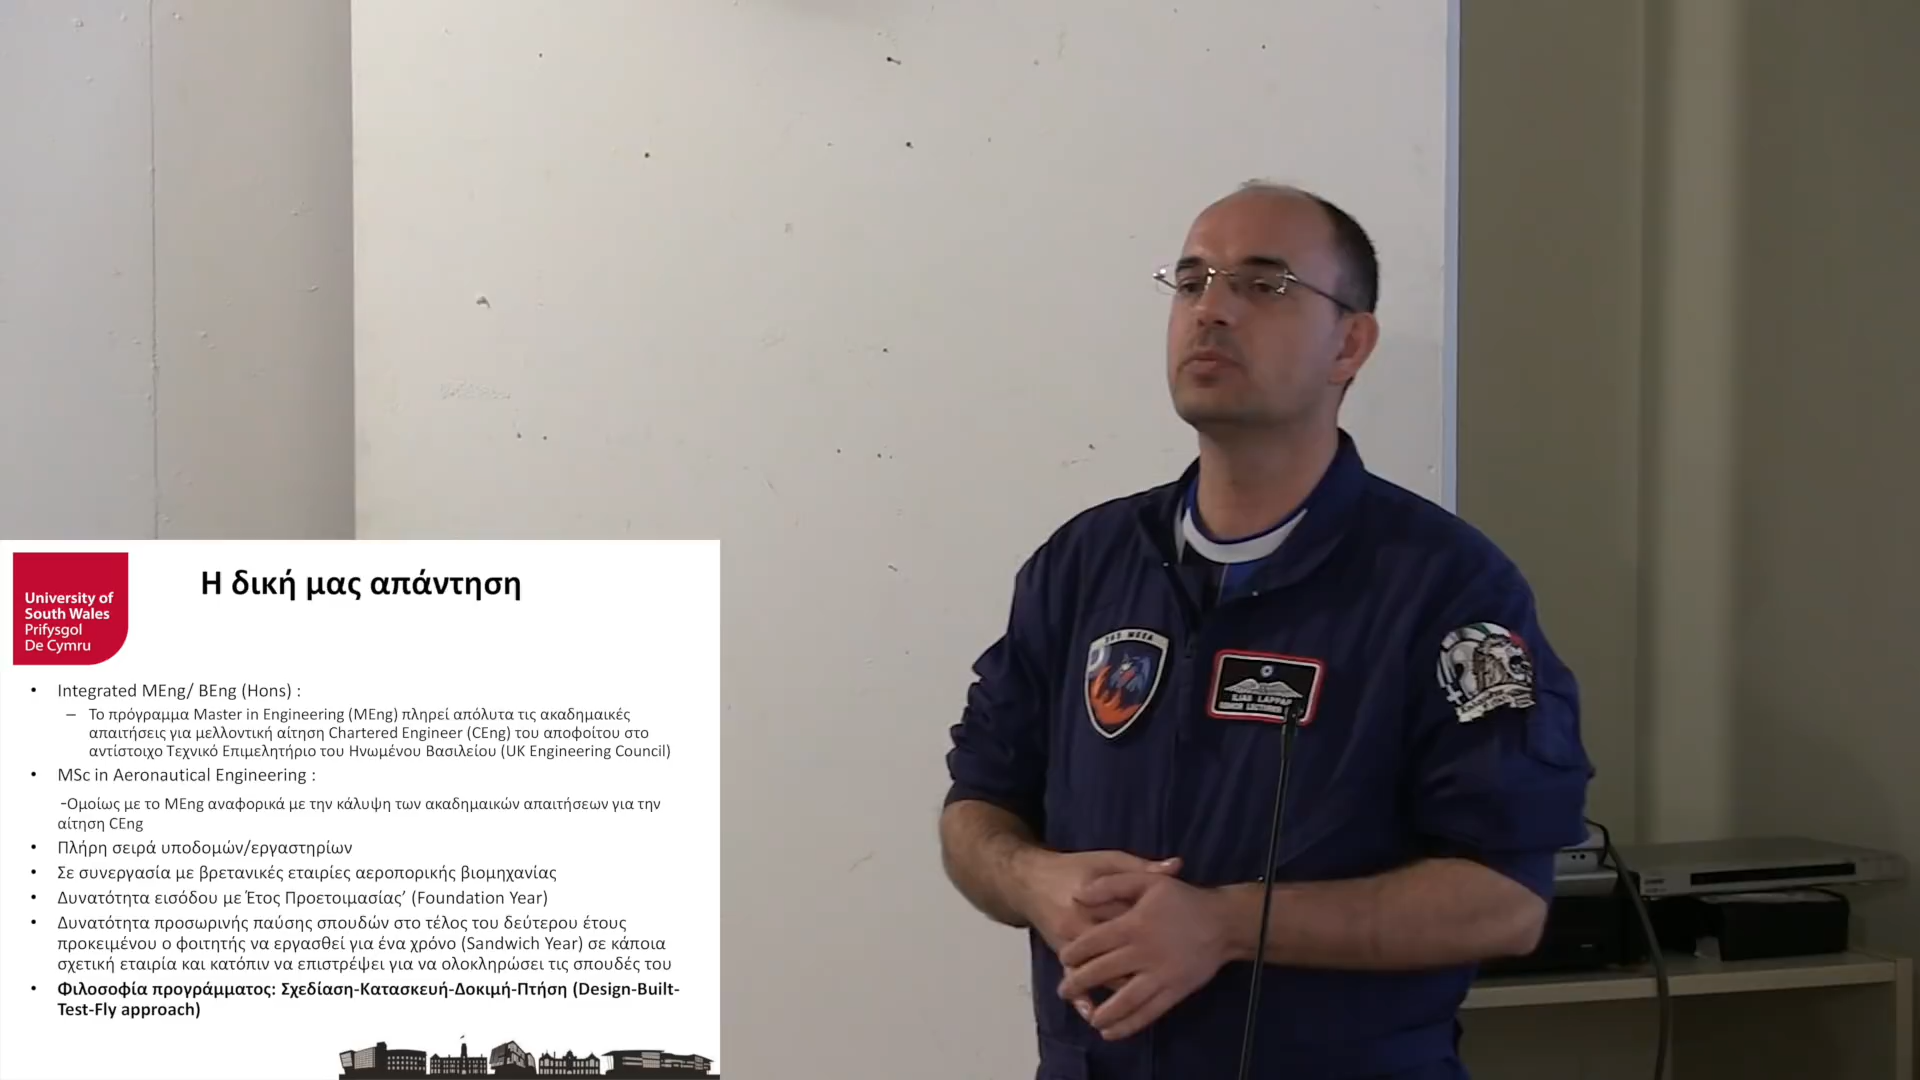 University of
South Wales
Prifysgol
De Cymru
Η δική μας απάντηση
• Integrated MEng/ BEng (Hons) :
– Το πρόγραμμα Master in Engineering (MEng) πληρεί απόλυτα τις ακαδημαικές
απαιτήσεις για μελλοντική αίτηση Chartered Engineer (CEng) του αποφοίτου στο
αντίστοιχο Τεχνικό Επιμελητήριο του Ηνωμένου Βασιλείου (UK Engineering Council)
• MSc in Aeronautical Engineering :
-Ομοίως με το MEng αναφορικά με την κάλυψη των ακαδημαικών απαιτήσεων για την
αίτηση CEng
• Πλήρη σειρά υποδομών/εργαστηρίων
• Σε συνεργασία με βρετανικές εταιρίες αεροπορικής βιομηχανίας
• Δυνατότητα εισόδου με Έτος Προετοιμασίας’ (Foundation Year)
• Δυνατότητα προσωρινής παύσης σπουδών στο τέλος του δεύτερου έτους
προκειμένου ο φοιτητής να εργασθεί για ένα χρόνο (Sandwich Year) σε κάποια
σχετική εταιρία και κατόπιν να επιστρέψει για να ολοκληρώσει τις σπουδές του
• Φιλοσοφία προγράμματος: Σχεδίαση-Κατασκευή-Δοκιμή-Πτήση (Design-Built-
Test-Fly approach)
ILIAS
SENIOR LECTURER